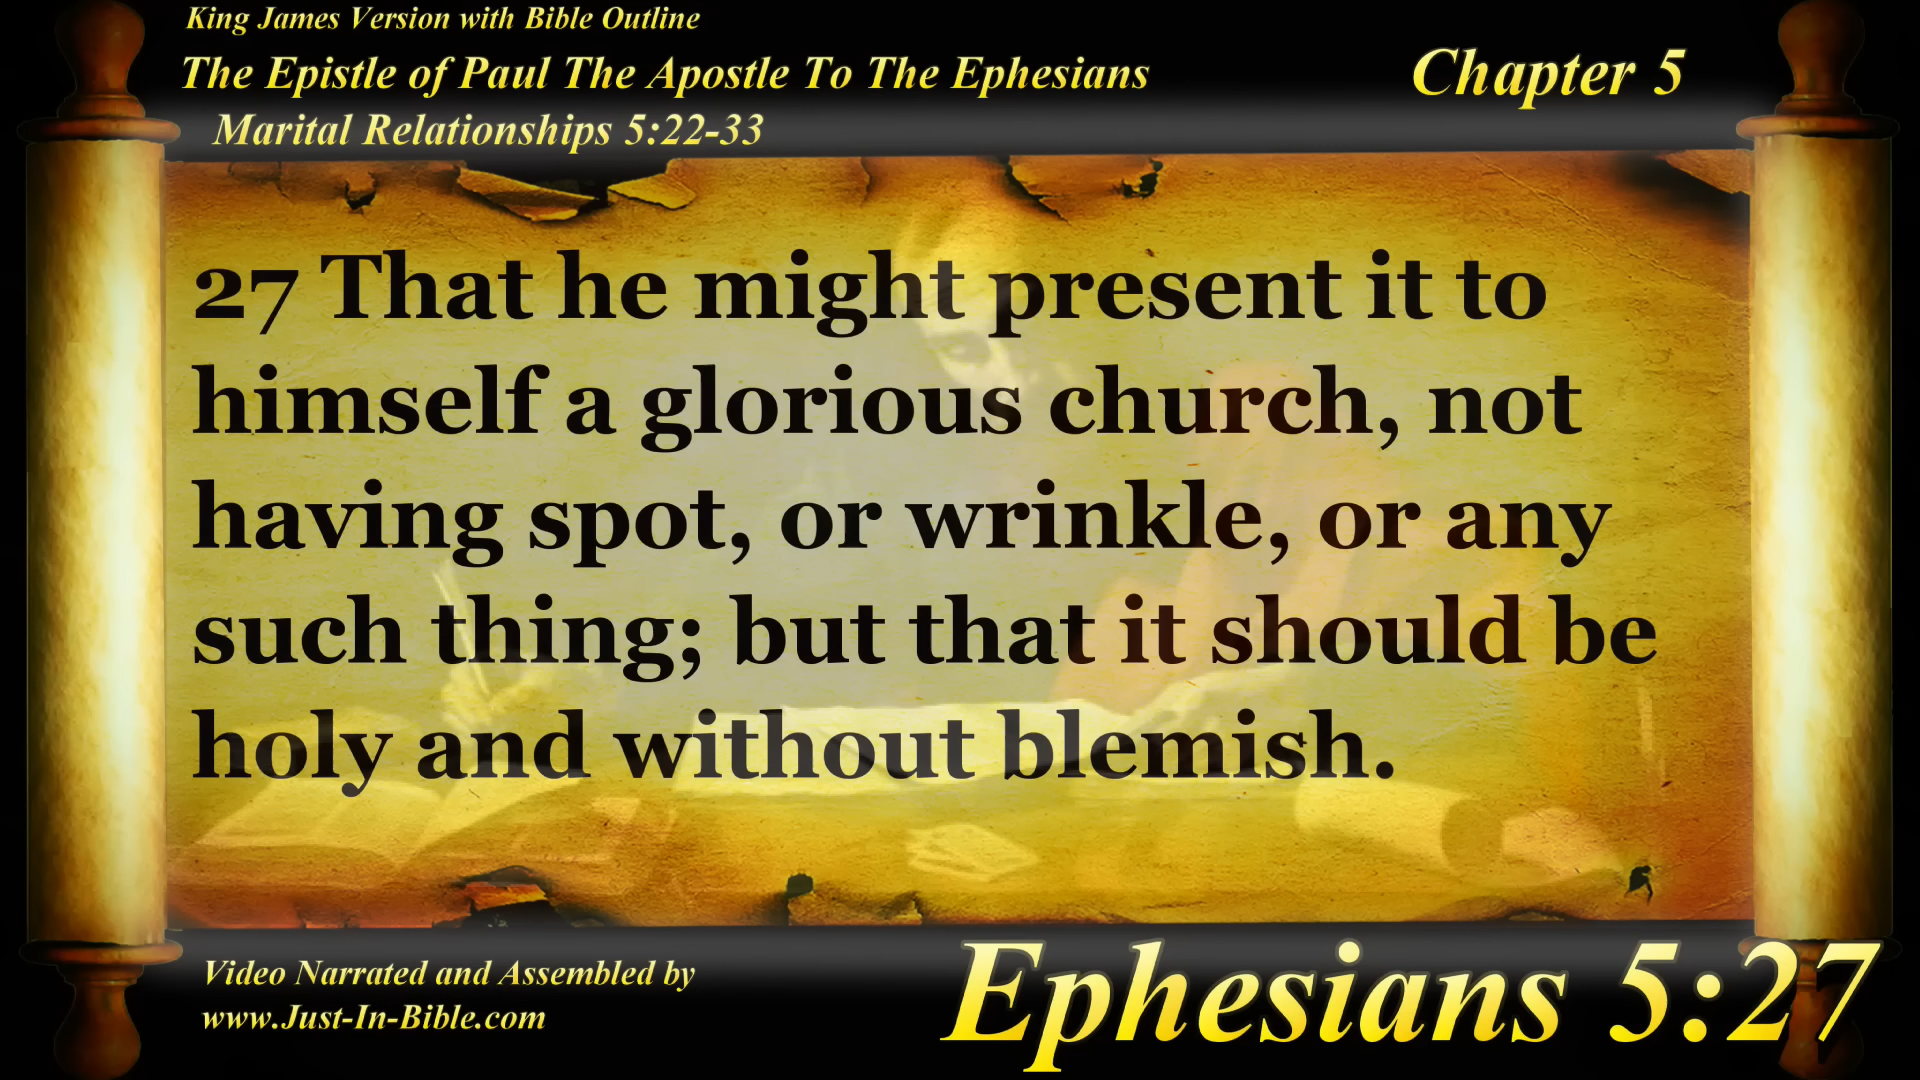 King James Version with Bible Outline
The Epistle of Paul The Apostle To The Ephesians
Chapter 5
Marital Relationships 5:22-33
27 That he might present it to
himself a glorious church, not
having spot, or wrinkle, or any
such thing; but that it should be
holy and without blemish.
Video Narrated and Assembled by
www.Just-In-Bible.com
Ephesians 5:27